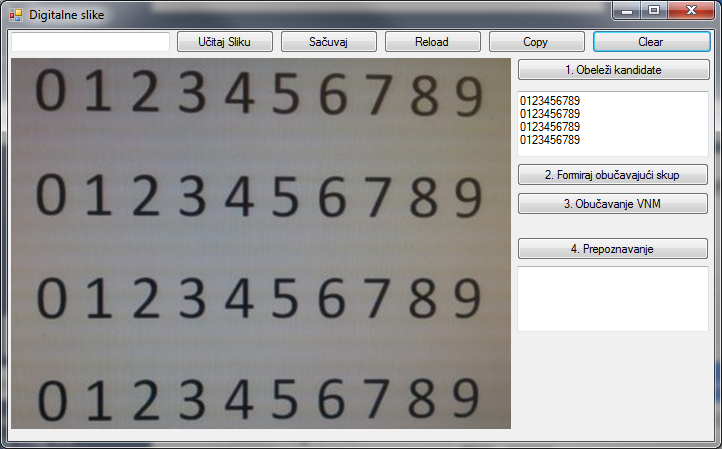 Digitalne slike
Učitaj Sliku Sačuvaj Reload Copy Clear
0 1 2 3 4 5 6 7 8 9
0 1 2 3 4 5 6 7 8 9
0 1 2 3 4 5 6 7 8 9
0 1 2 3 4 5 6 7 8 9
1. Obeleži kandidate
0123456789
0123456789
0123456789
0123456789
2. Formiraj obučavajući skup
3. Obučavanje VNM
4. Prepoznavanje